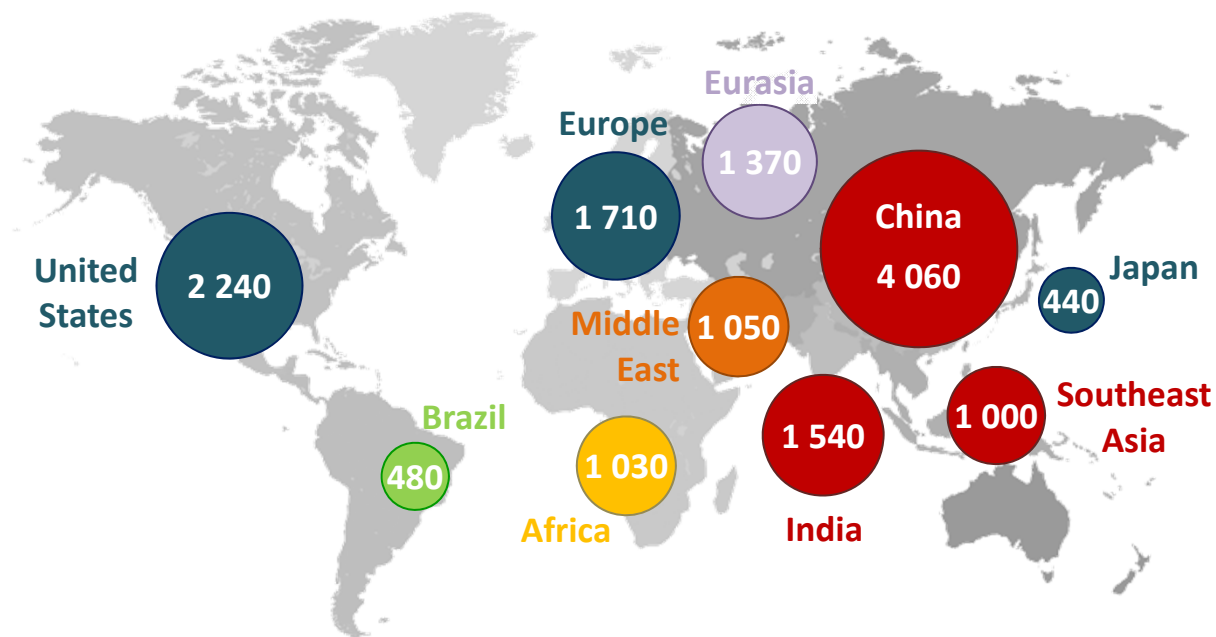 Eurasia
1 370
Europe
1 710
China
4 060
United
States
2 240
Japan
440
Middle
East
1 050
Brazil
480
Africa
1 030
India
1 540
Southeast
Asia
1 000